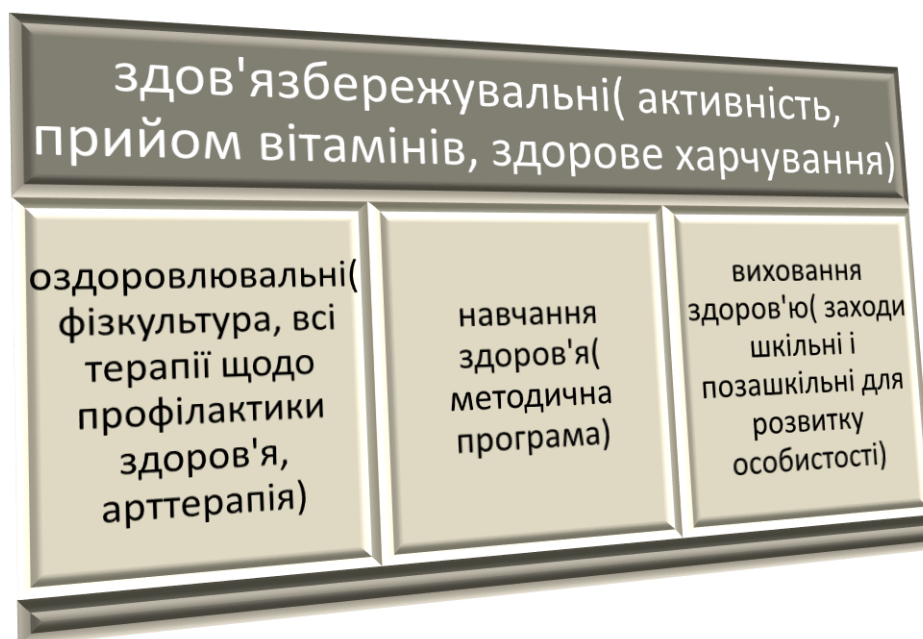 здов'язбережувальні( активність,
прийом вітамінів, здорове харчування)
оздоровлювальні(
фізкультура, всі
терапії щодо
профілактики
здоров'я,
арттерапія)
навчання
здоров'я(
методична
програма)
виховання
здоров'ю( заходи
шкільні і
позашкільні для
розвитку
особистості)